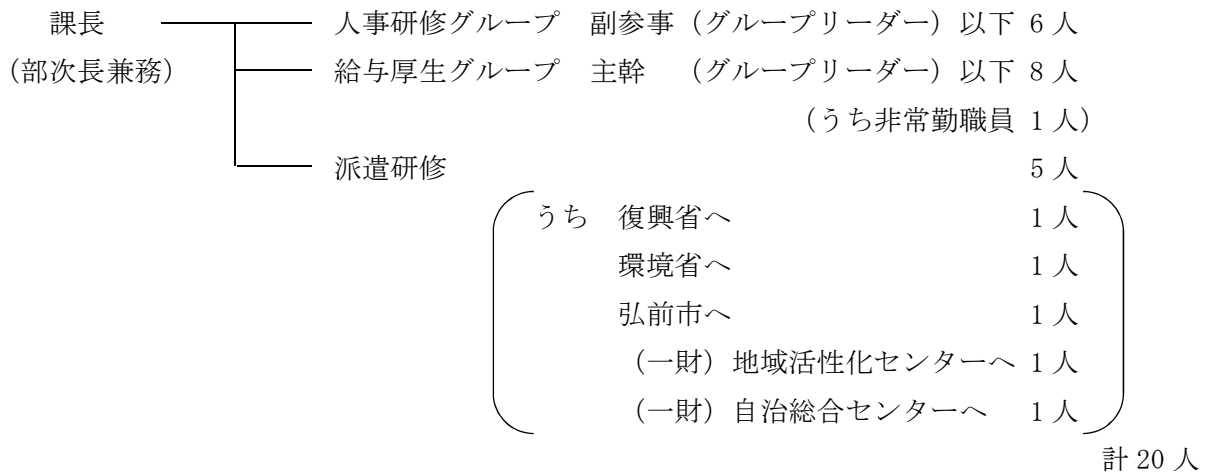 課長 人事研修グループ 副参事（グループリーダー）以下 6人
（部次長兼務） 給与厚生グループ 主幹 （グループリーダー）以下 8人
（うち非常勤職員 1人）
派遣研修 5人
うち 復興省へ 1人
環境省へ 1人
弘前市へ 1人
（一財）地域活性化センターへ 1人
（一財）自治総合センターへ 1人
計 20人